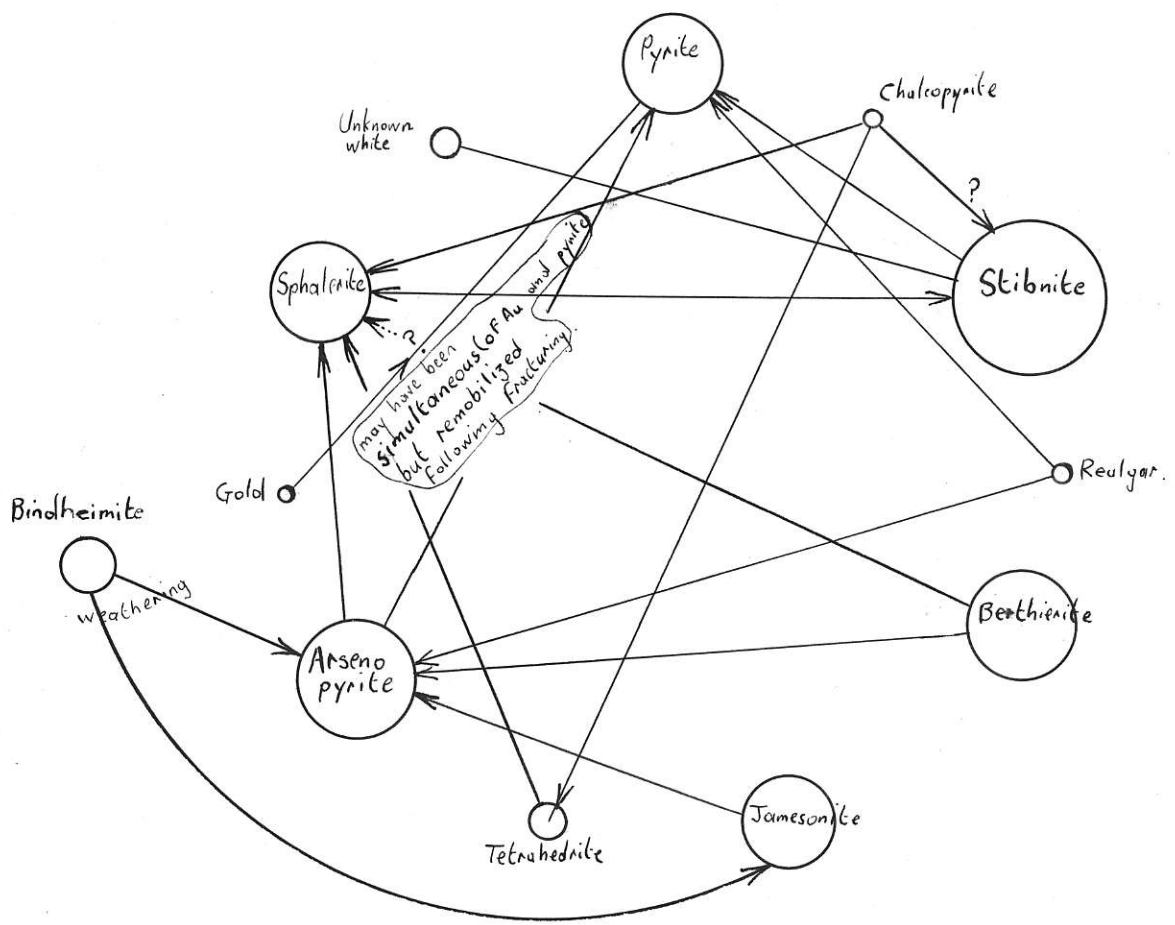 Pyrite
Chalcopyrite
Unknown
white
?
Sphalerite
Stibnite
?
may have been
simultaneous (of Au and pyrite
but remobilized
following fracturing.
Gold
Realgar.
Bindheimite
weathering
Berthierite
Arseno
pyrite
Jamesonite
Tetrahedrite